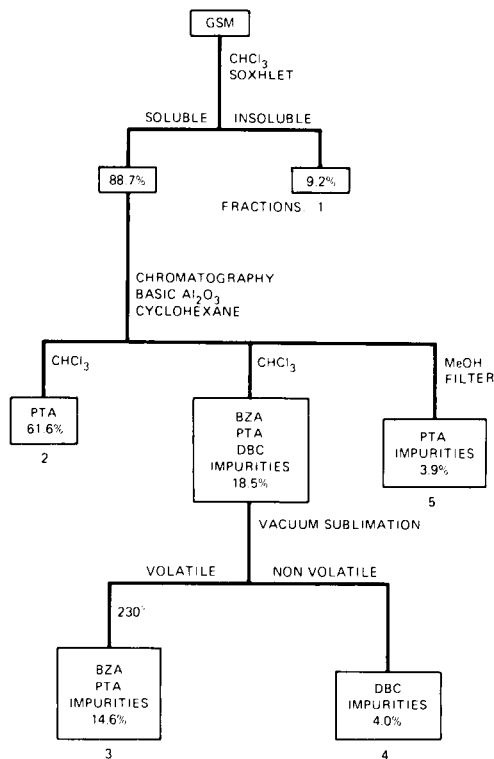 GSM
CHCl3
SOXHLET
SOLUBLE INSOLUBLE
88.7%
9.2%
FRACTIONS. 1
CHROMATOGRAPHY
BASIC Al2O3
CYCLOHEXANE
CHCl3
CHCl3
MeOH
FILTER
PTA
61.6%
2
BZA
PTA
DBC
IMPURITIES
18.5%
PTA
IMPURITIES
3.9%
5
VACUUM SUBLIMATION
VOLATILE NON VOLATILE
230°
BZA
PTA
IMPURITIES
14.6%
3
DBC
IMPURITIES
4.0%
4